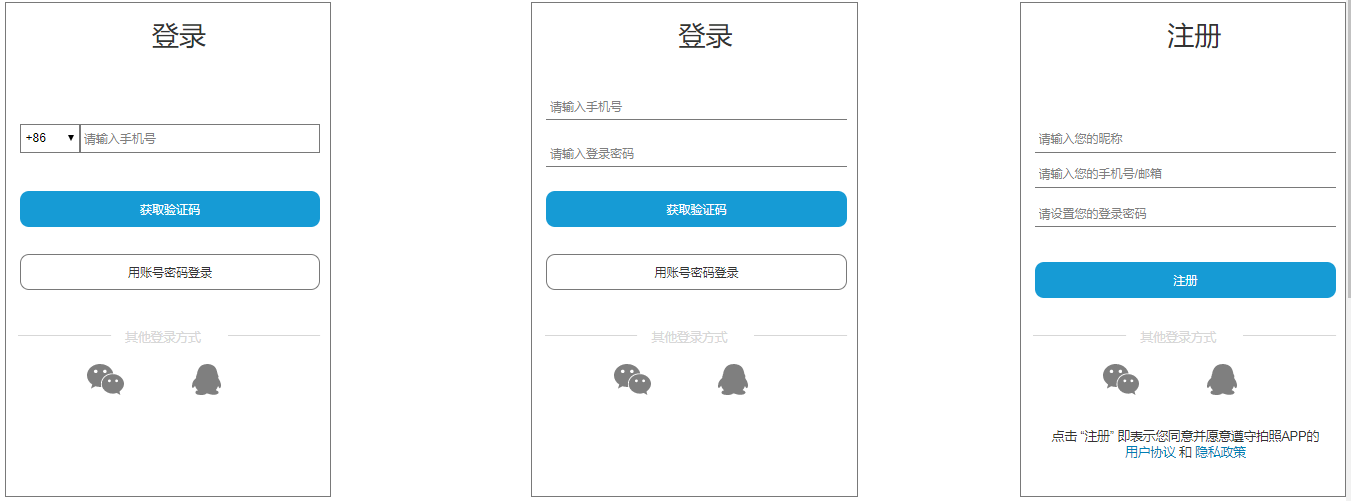 登录
+86
请输入手机号
获取验证码
用账号密码登录
其他登录方式
登录
请输入手机号
请输入登录密码
获取验证码
用账号密码登录
其他登录方式
注册
请输入您的昵称
请输入您的手机号/邮箱
请设置您的登录密码
注册
其他登录方式
点击 “注册” 即表示您同意并愿意遵守拍照APP的
用户协议 和 隐私政策